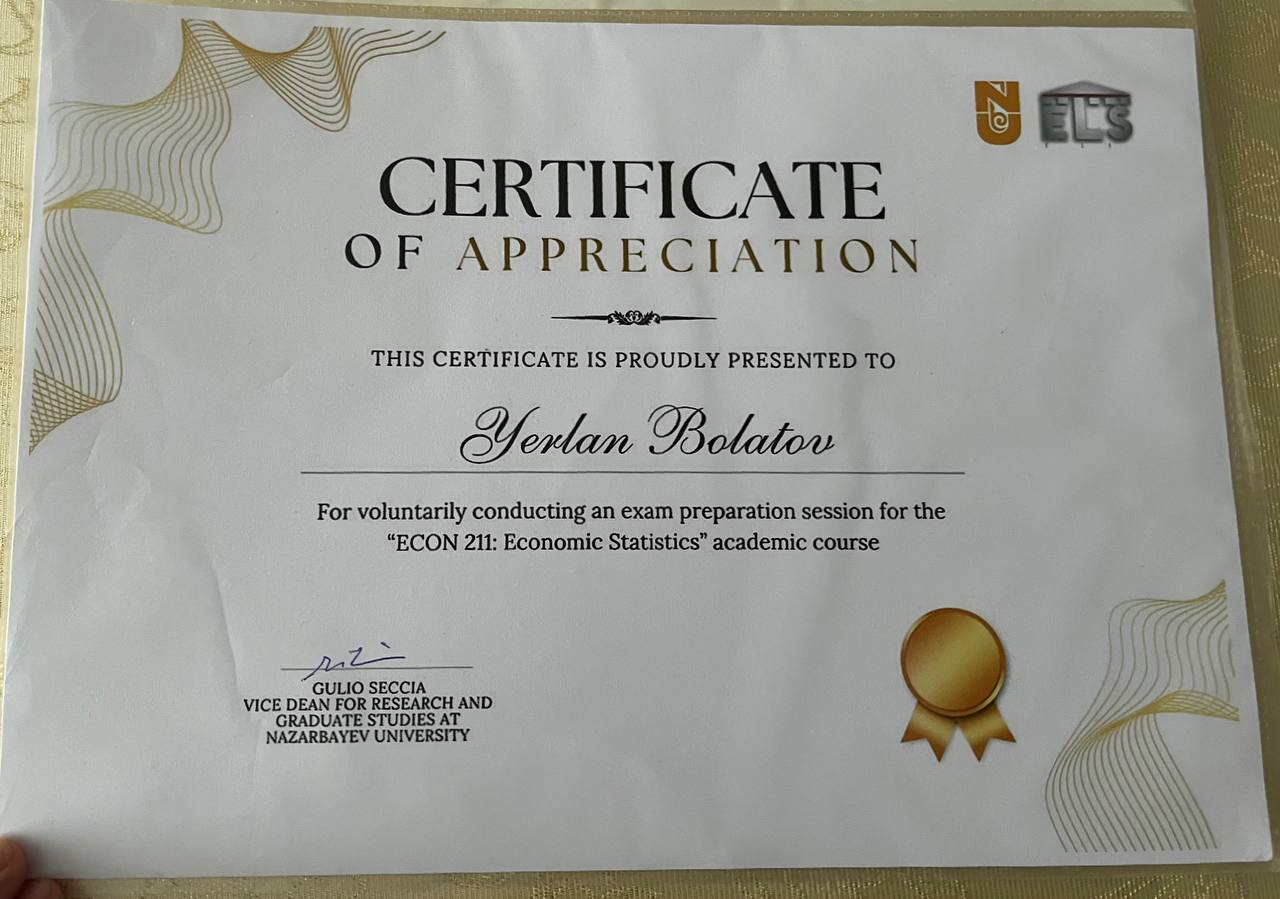 NU
ELS
CERTIFICATE
OF APPRECIATION
THIS CERTIFICATE IS PROUDLY PRESENTED TO
Yerlan Bolatov
For voluntarily conducting an exam preparation session for the
“ECON 211: Economic Statistics” academic course
GULIO SECCIA
VICE DEAN FOR RESEARCH AND
GRADUATE STUDIES AT
NAZARBAYEV UNIVERSITY